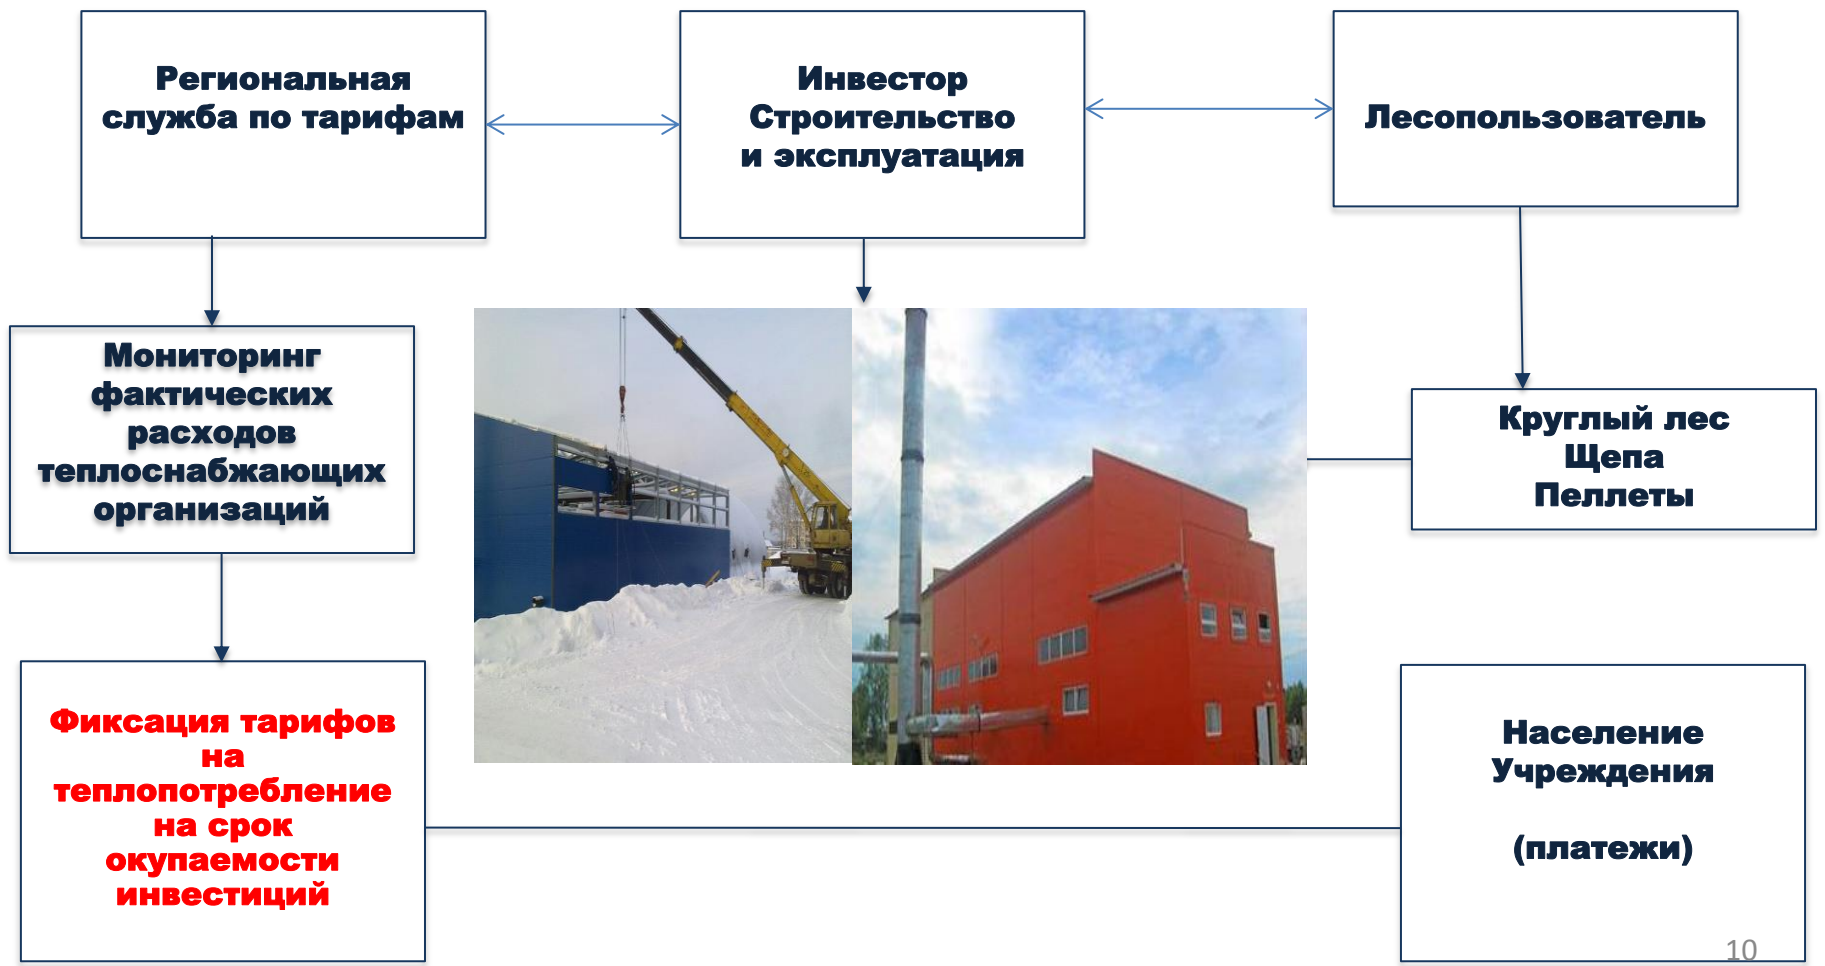 Региональная
служба по тарифам
Инвестор
Строительство
и эксплуатация
Лесопользователь
Мониторинг
фактических
расходов
теплоснабжающих
организаций
Круглый лес
Щепа
Пеллеты
Фиксация тарифов
на
теплопотребление
на срок
окупаемости
инвестиций
Население
Учреждения
(платежи)
10